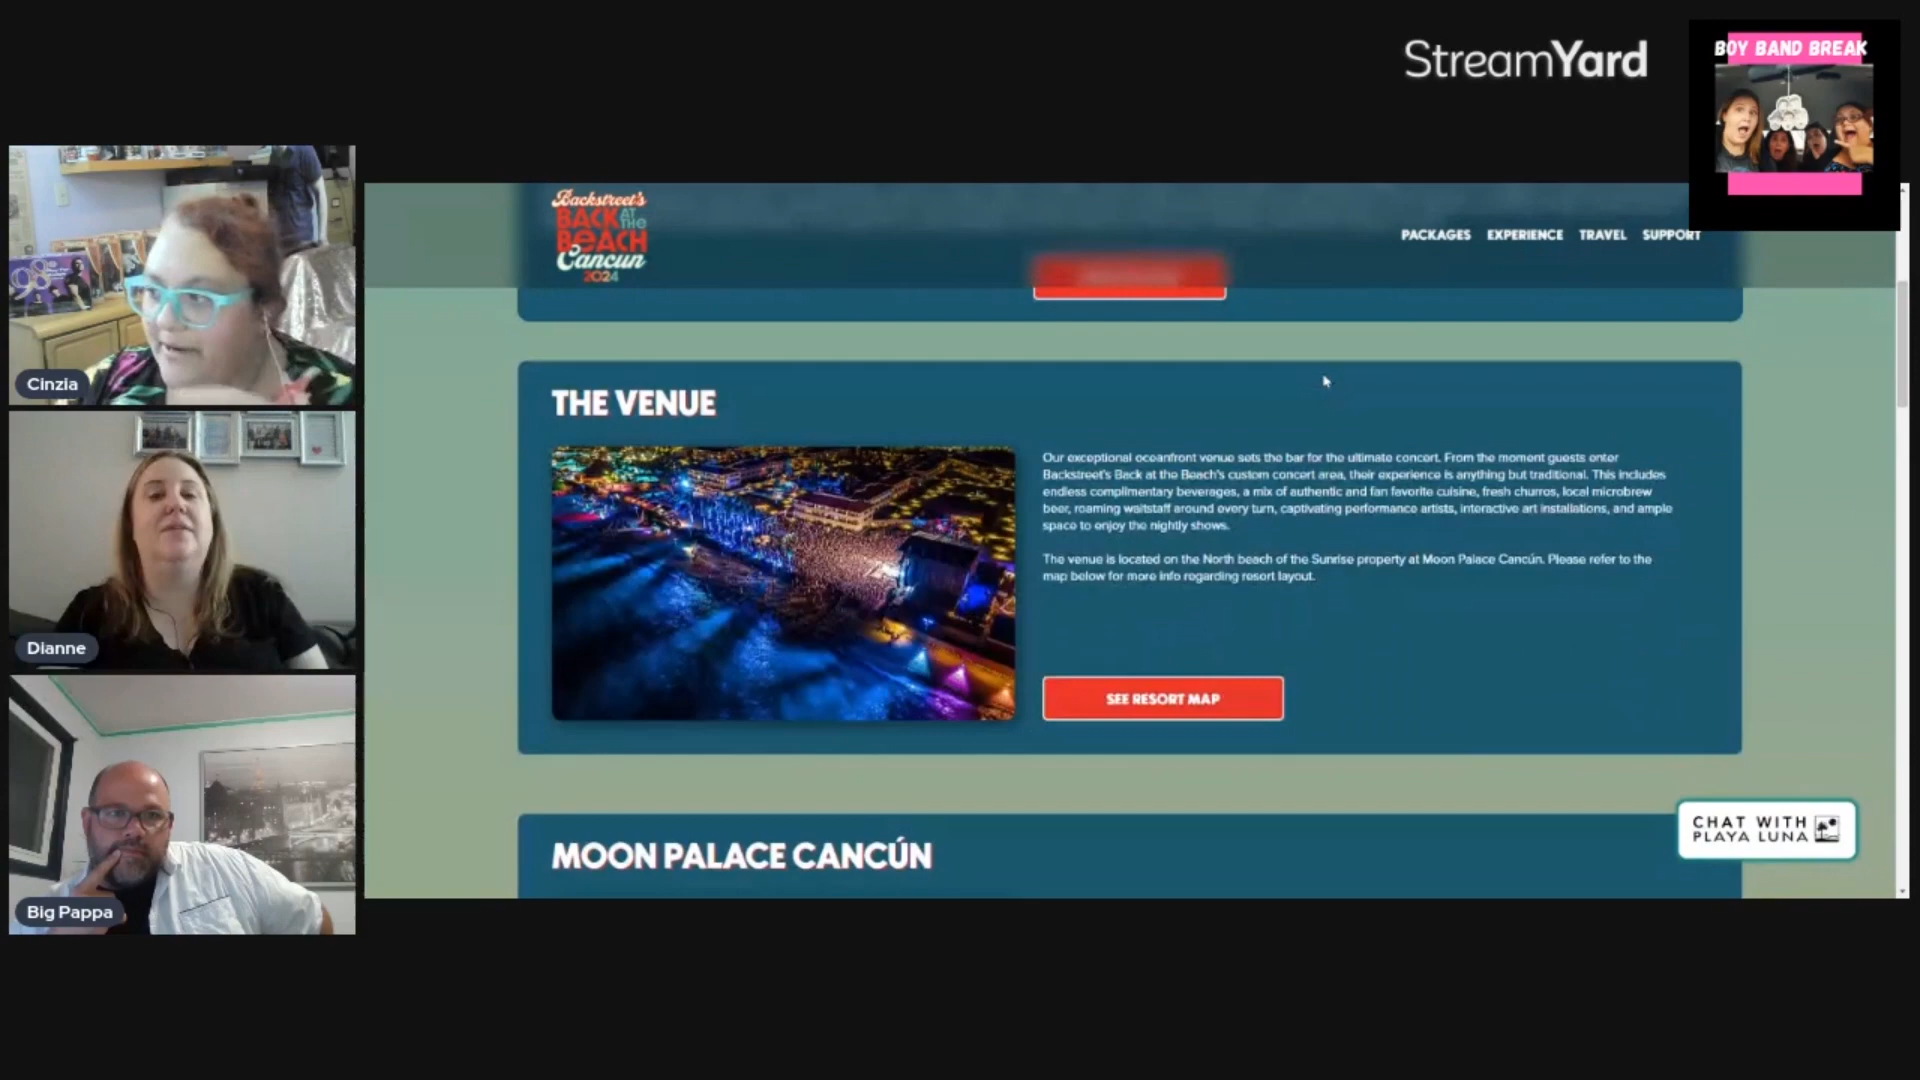 StreamYard
BOY BAND BREAK
Backstreet's
BACK AT
THE
BEACH
Cancun
2024
PACKAGES EXPERIENCE TRAVEL SUPPORT
98°
Cinzia
Dianne
Big Pappa
THE VENUE
Our exceptional oceanfront venue sets the bar for the ultimate concert. From the moment guests enter
Backstreet's Back at the Beach's custom concert area, their experience is anything but traditional. This includes
endless complimentary beverages, a mix of authentic and fan favorite cuisine, fresh churros, local microbrew
beer, roaming waitstaff around every turn, captivating performance artists, interactive art installations, and ample
space to enjoy the nightly shows.
The venue is located on the North beach of the Sunrise property at Moon Palace Cancún. Please refer to the
map below for more info regarding resort layout.
SEE RESORT MAP
MOON PALACE CANCÚN
CHAT WITH
PLAYA LUNA